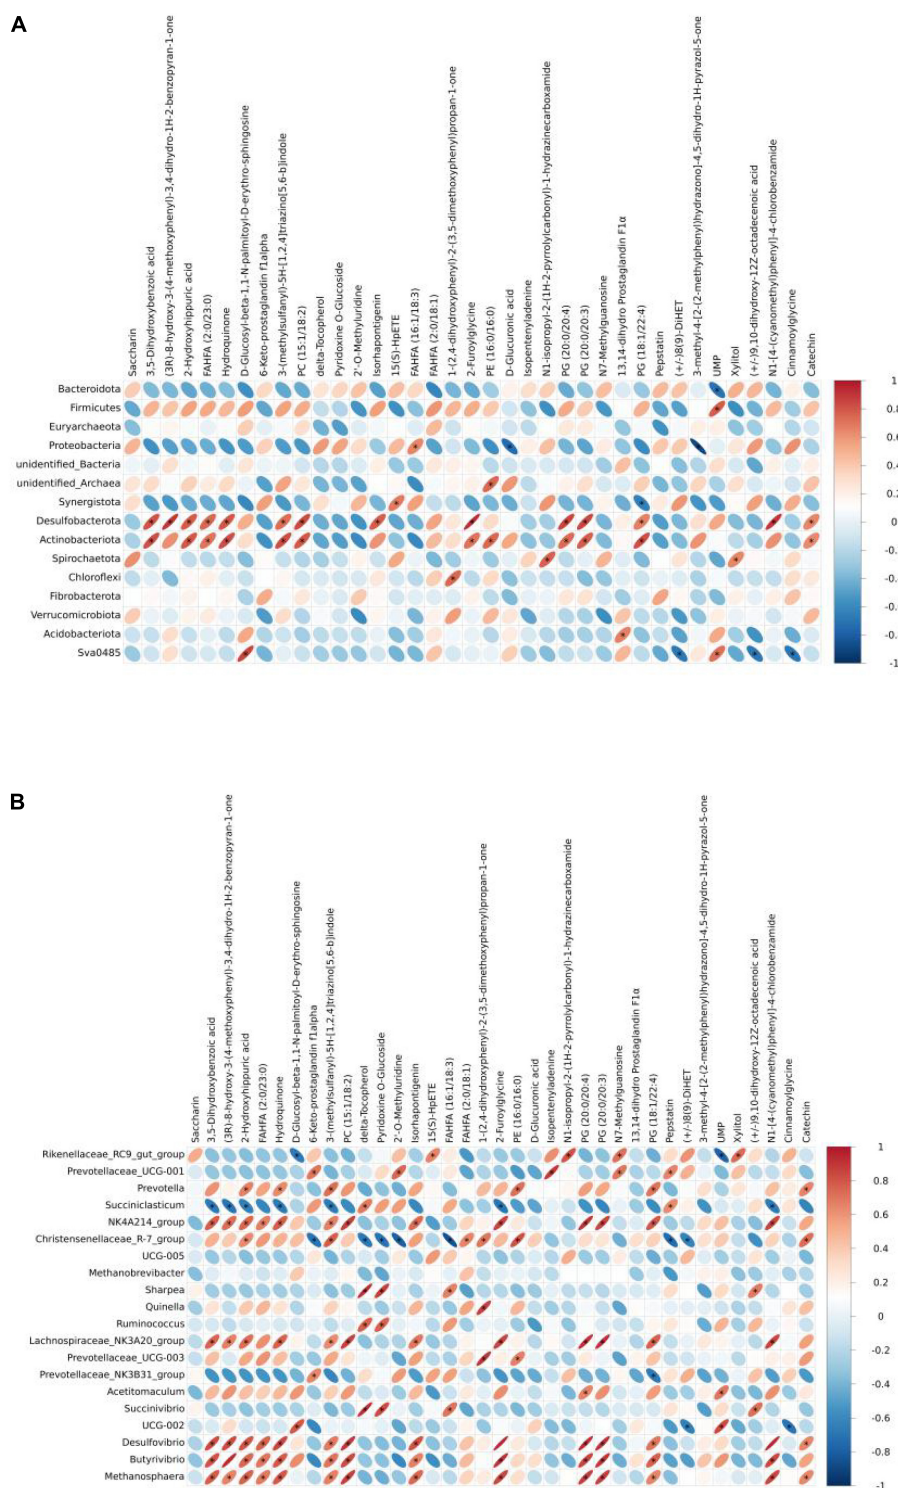 A
Saccharin
3,5-Dihydroxybenzoic acid
(3R)-8-hydroxy-3-(4-methoxyphenyl)-3,4-dihydro-1H-2-benzopyran-1-one
2-Hydroxyhippuric acid
FAHFA (2:0/23:0)
Hydroquinone
D-Glucosyl-beta-1,1-N-palmitoyl-D-erythro-sphingosine
6-Keto-prostaglandin f1alpha
3-(methylsulfanyl)-5H-[1,2,4]triazino[5,6-b]indole
PC (15:1/18:2)
delta-Tocopherol
Pyridoxine O-Glucoside
2'-O-Methyluridine
Isorhapontigenin
15(S)-HpETE
FAHFA (16:1/18:3)
FAHFA (2:0/18:1)
1-(2,4-dihydroxyphenyl)-2-(3,5-dimethoxyphenyl)propan-1-one
2-Furoylglycine
PE (16:0/16:0)
D-Glucuronic acid
Isopentenyladenine
N1-isopropyl-2-(1H-2-pyrrolylcarbonyl)-1-hydrazinecarboxamide
PG (20:0/20:4)
PG (20:0/20:3)
N7-Methylguanosine
13,14-dihydro Prostaglandin F1α
PG (18:1/22:4)
Pepstatin
(+/-)8(9)-DiHET
3-methyl-4-[2-(2-methylphenyl)hydrazono]-4,5-dihydro-1H-pyrazol-5-one
UMP
Xylitol
(+/-)9,10-dihydroxy-12Z-octadecenoic acid
N1-[4-(cyanomethyl)phenyl]-4-chlorobenzamide
Cinnamoylglycine
Catechin
Bacteroidota
Firmicutes
Euryarchaeota
Proteobacteria
unidentified_Bacteria
unidentified_Archaea
Synergistota
Desulfobacterota
Actinobacteriota
Spirochaetota
Chloroflexi
Fibrobacterota
Verrucomicrobiota
Acidobacteriota
Sva0485
1
0.
0.
0.
0.2
0
-0.
-0.
-0.
-0.
-1
B
Saccharin
3,5-Dihydroxybenzoic acid
(3R)-8-hydroxy-3-(4-methoxyphenyl)-3,4-dihydro-1H-2-benzopyran-1-one
2-Hydroxyhippuric acid
FAHFA (2:0/23:0)
Hydroquinone
D-Glucosyl-beta-1,1-N-palmitoyl-D-erythro-sphingosine
6-Keto-prostaglandin f1alpha
3-(methylsulfanyl)-5H-[1,2,4]triazino[5,6-b]indole
PC (15:1/18:2)
delta-Tocopherol
Pyridoxine O-Glucoside
2'-O-Methyluridine
Isorhapontigenin
15(S)-HpETE
FAHFA (16:1/18:3)
FAHFA (2:0/18:1)
1-(2,4-dihydroxyphenyl)-2-(3,5-dimethoxyphenyl)propan-1-one
2-Furoylglycine
PE (16:0/16:0)
D-Glucuronic acid
Isopentenyladenine
N1-isopropyl-2-(1H-2-pyrrolylcarbonyl)-1-hydrazinecarboxamide
PG (20:0/20:4)
PG (20:0/20:3)
N7-Methylguanosine
13,14-dihydro Prostaglandin F1α
PG (18:1/22:4)
Pepstatin
(+/-)8(9)-DiHET
3-methyl-4-[2-(2-methylphenyl)hydrazono]-4,5-dihydro-1H-pyrazol-5-one
UMP
Xylitol
(+/-)9,10-dihydroxy-12Z-octadecenoic acid
N1-[4-(cyanomethyl)phenyl]-4-chlorobenzamide
Cinnamoylglycine
Catechin
Rikenellaceae_RC9_gut_group
Prevotellaceae_UCG-001
Prevotella
Succiniclasticum
NK4A214_group
Christensenellaceae_R-7_group
UCG-005
Methanobrevibacter
Sharpea
Quinella
Ruminococcus
Lachnospiraceae_NK3A20_group
Prevotellaceae_UCG-003
Prevotellaceae_NK3B31_group
Acetitomaculum
Succinivibrio
UCG-002
Desulfovibrio
Butyrivibrio
Methanosphaera
1
0.8
0.6
0.4
0.2
0
-0.2
-0.4
-0.6
-0.8
-1